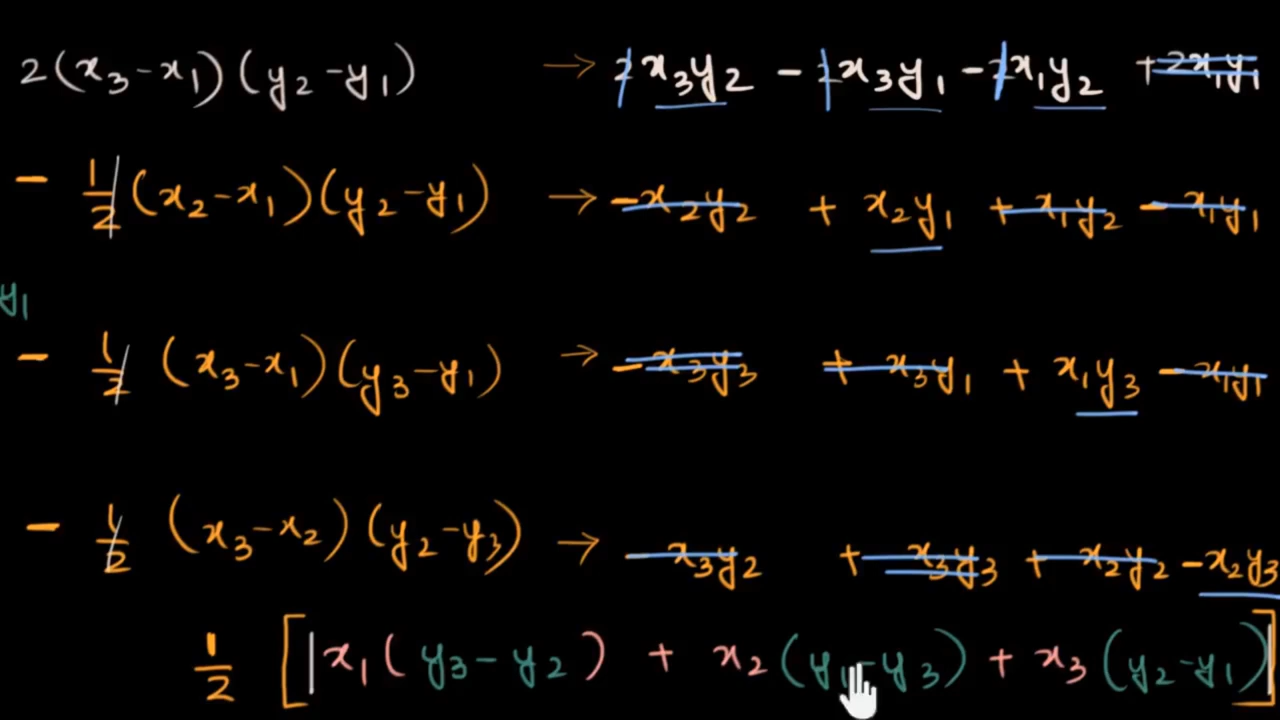 2(x₃-x₁)(y₂-y₁) → 2x₃y₂ - 2x₃y₁ - 2x₁y₂ + 2x₁y₁
- 1/2 (x₂-x₁)(y₂-y₁) → -x₂y₂ + x₂y₁ + x₁y₂ - x₁y₁
y₁
- 1/2 (x₃-x₁)(y₃-y₁) → -x₃y₃ + x₃y₁ + x₁y₃ - x₁y₁
- 1/2 (x₃-x₂)(y₂-y₃) → -x₃y₂ + x₃y₃ + x₂y₂ - x₂y₃
1/2 [|x₁(y₃-y₂) + x₂(y₁-y₃) + x₃(y₂-y₁)|]